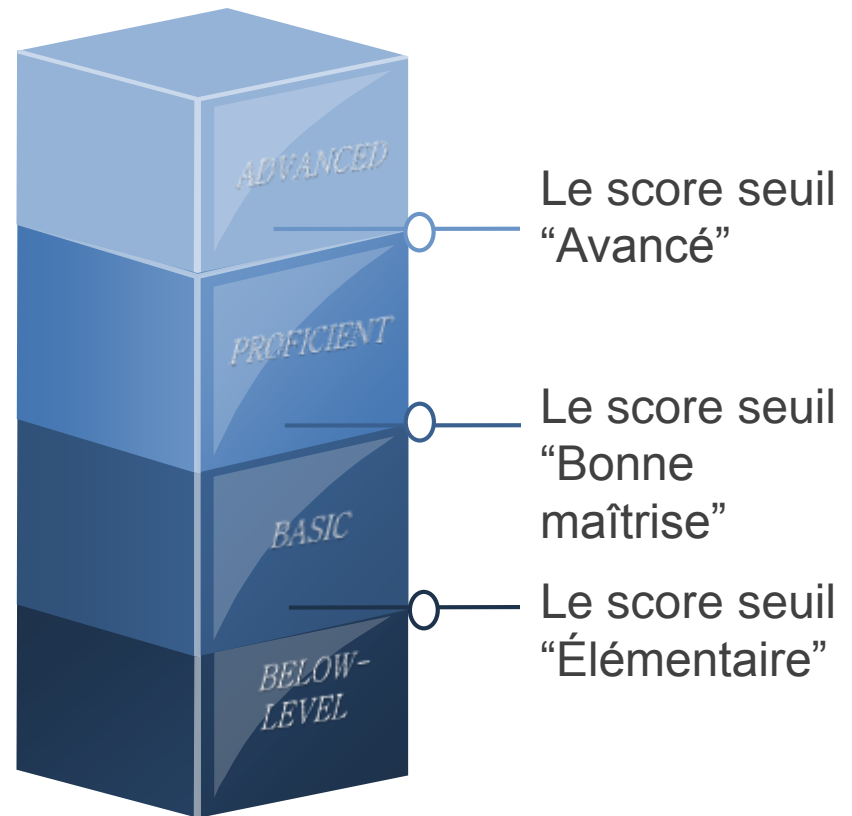 ADVANCED
Le score seuil
“Avancé”
PROFICIENT
Le score seuil
“Bonne
maîtrise”
BASIC
Le score seuil
“Élémentaire”
BELOW-
LEVEL